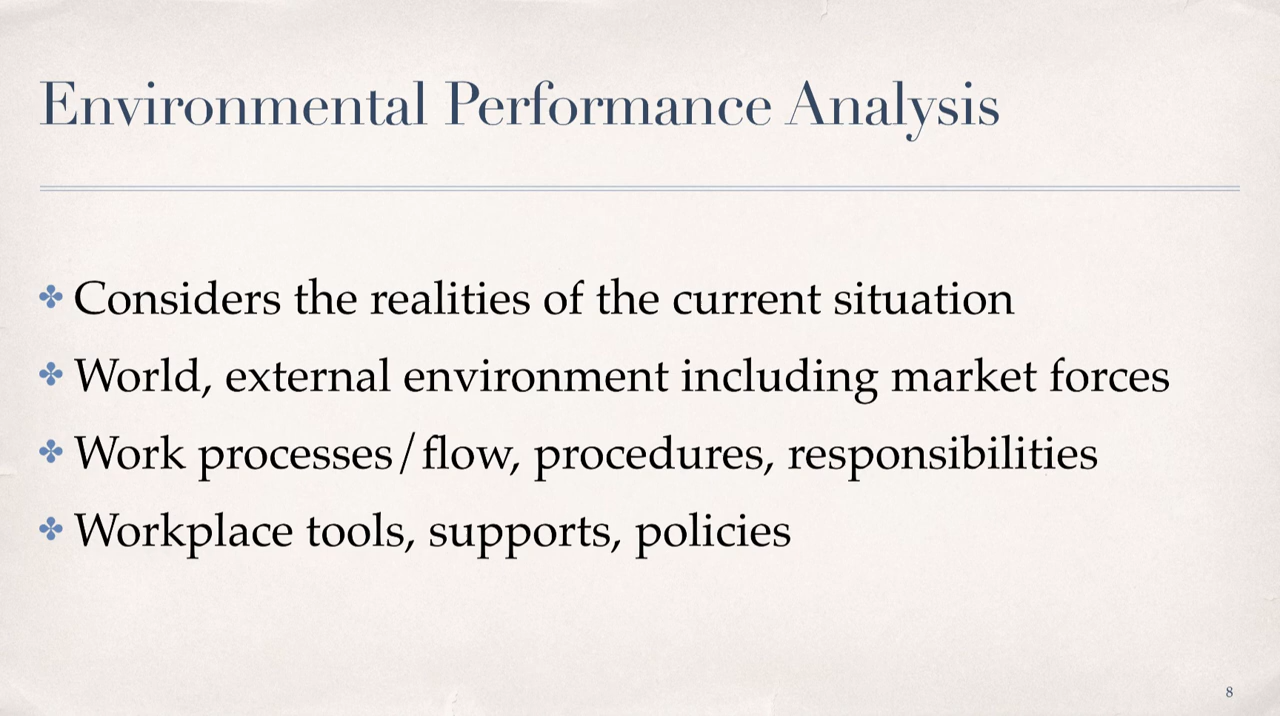 Environmental Performance Analysis
✤ Considers the realities of the current situation
✤ World, external environment including market forces
✤ Work processes/flow, procedures, responsibilities
✤ Workplace tools, supports, policies
8